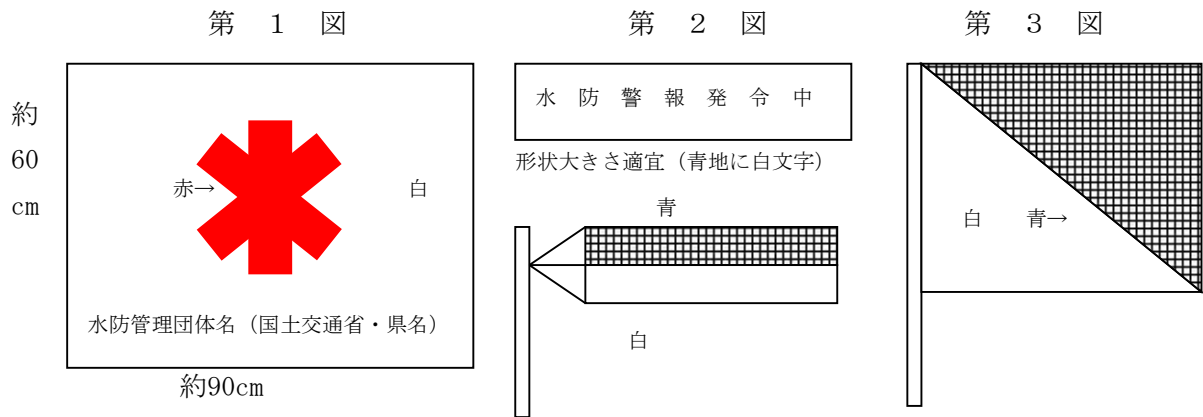 第　１　図
約
60
cm
赤→
白
水防管理団体名（国土交通省・県名）
約90cm
第　２　図
水　防　警　報　発　令　中
形状大きさ適宜（青地に白文字）
青
白
第　３　図
白　　青→